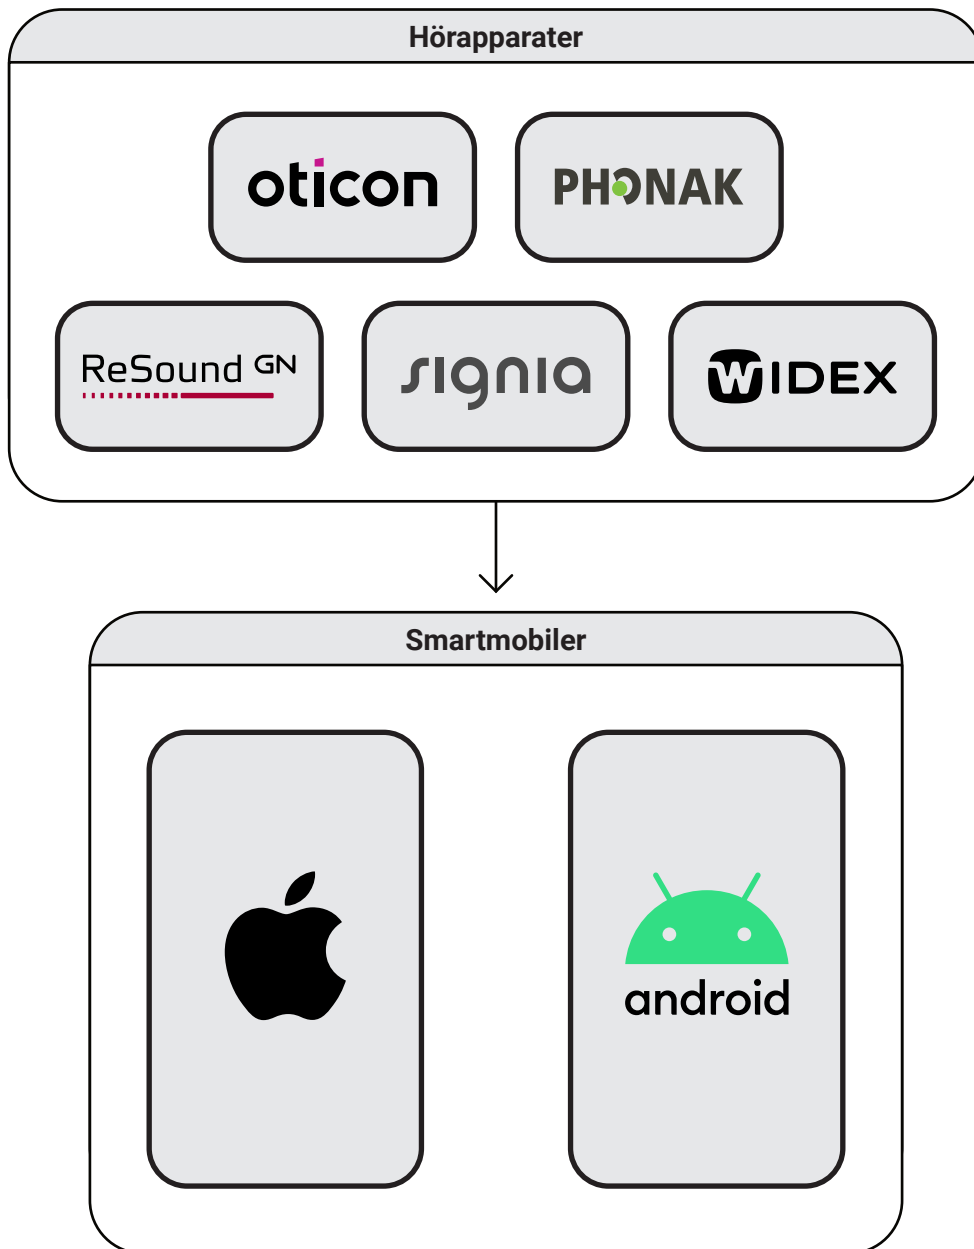 Hörapparater
oticon
PHONAK
ReSound GN
signia
WIDEX
Smartmobiler
android